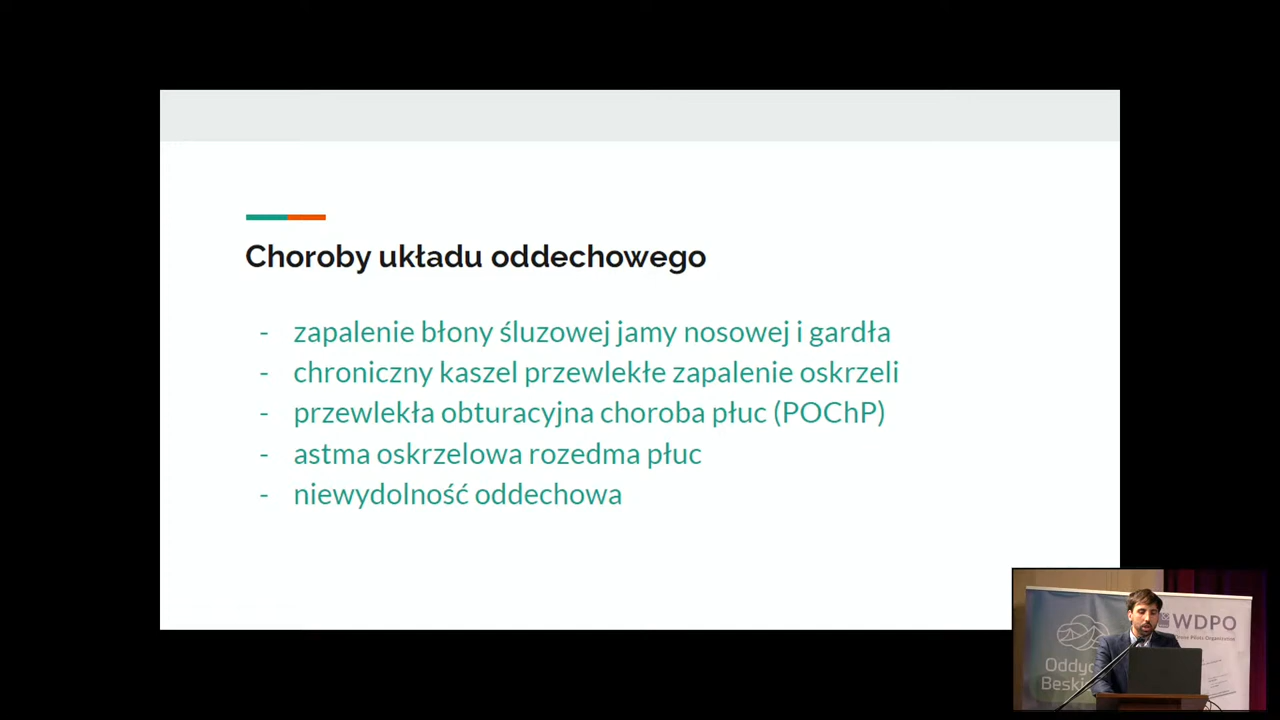 Choroby układu oddechowego
- zapalenie błony śluzowej jamy nosowej i gardła
- chroniczny kaszel przewlekłe zapalenie oskrzeli
- przewlekła obturacyjna choroba płuc (POChP)
- astma oskrzelowa rozedma płuc
- niewydolność oddechowa
WDPO